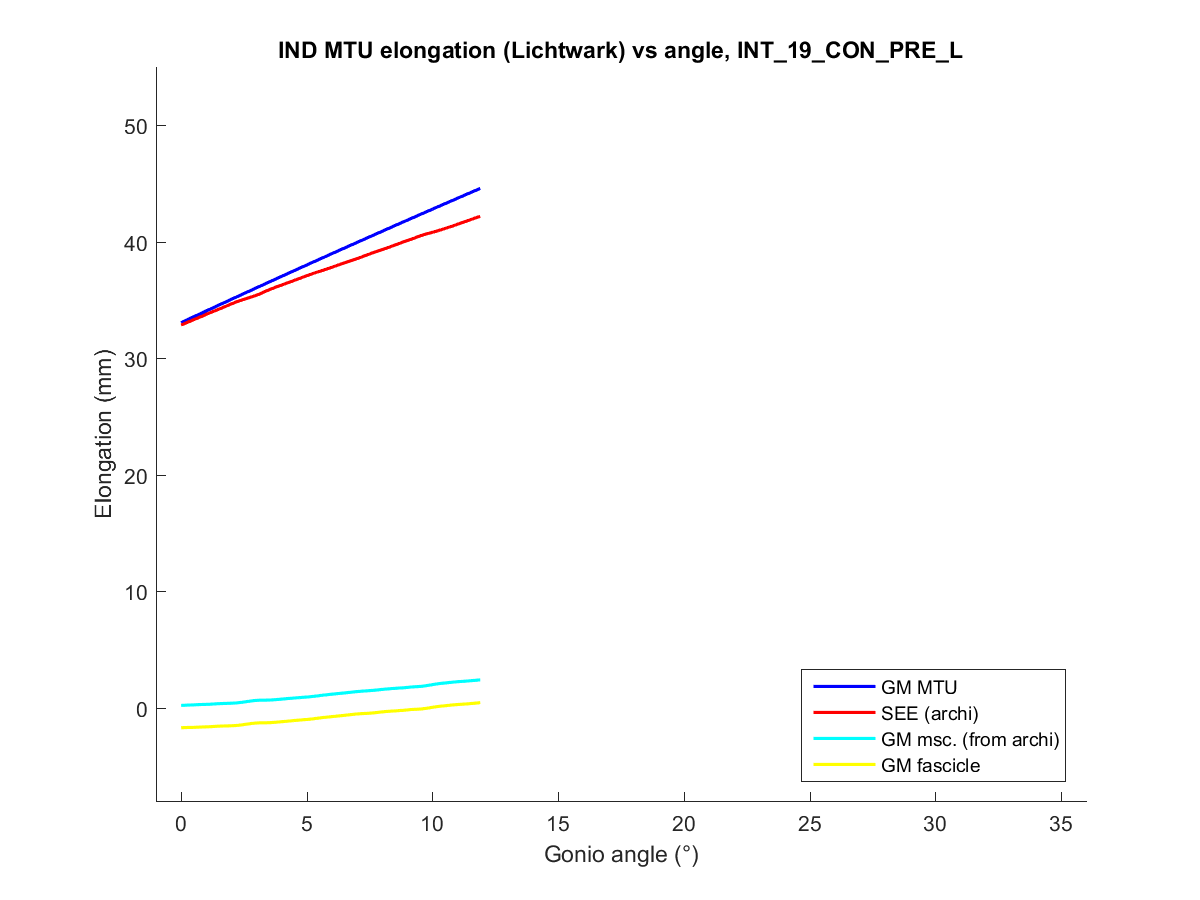 IND MTU elongation (Lichtwark) vs angle, INT_19_CON_PRE_L
50
40
30
20
10
0
Elongation (mm)
0 5 10 15 20 25 30 35
Gonio angle (°)
GM MTU
SEE (archi)
GM msc. (from archi)
GM fascicle